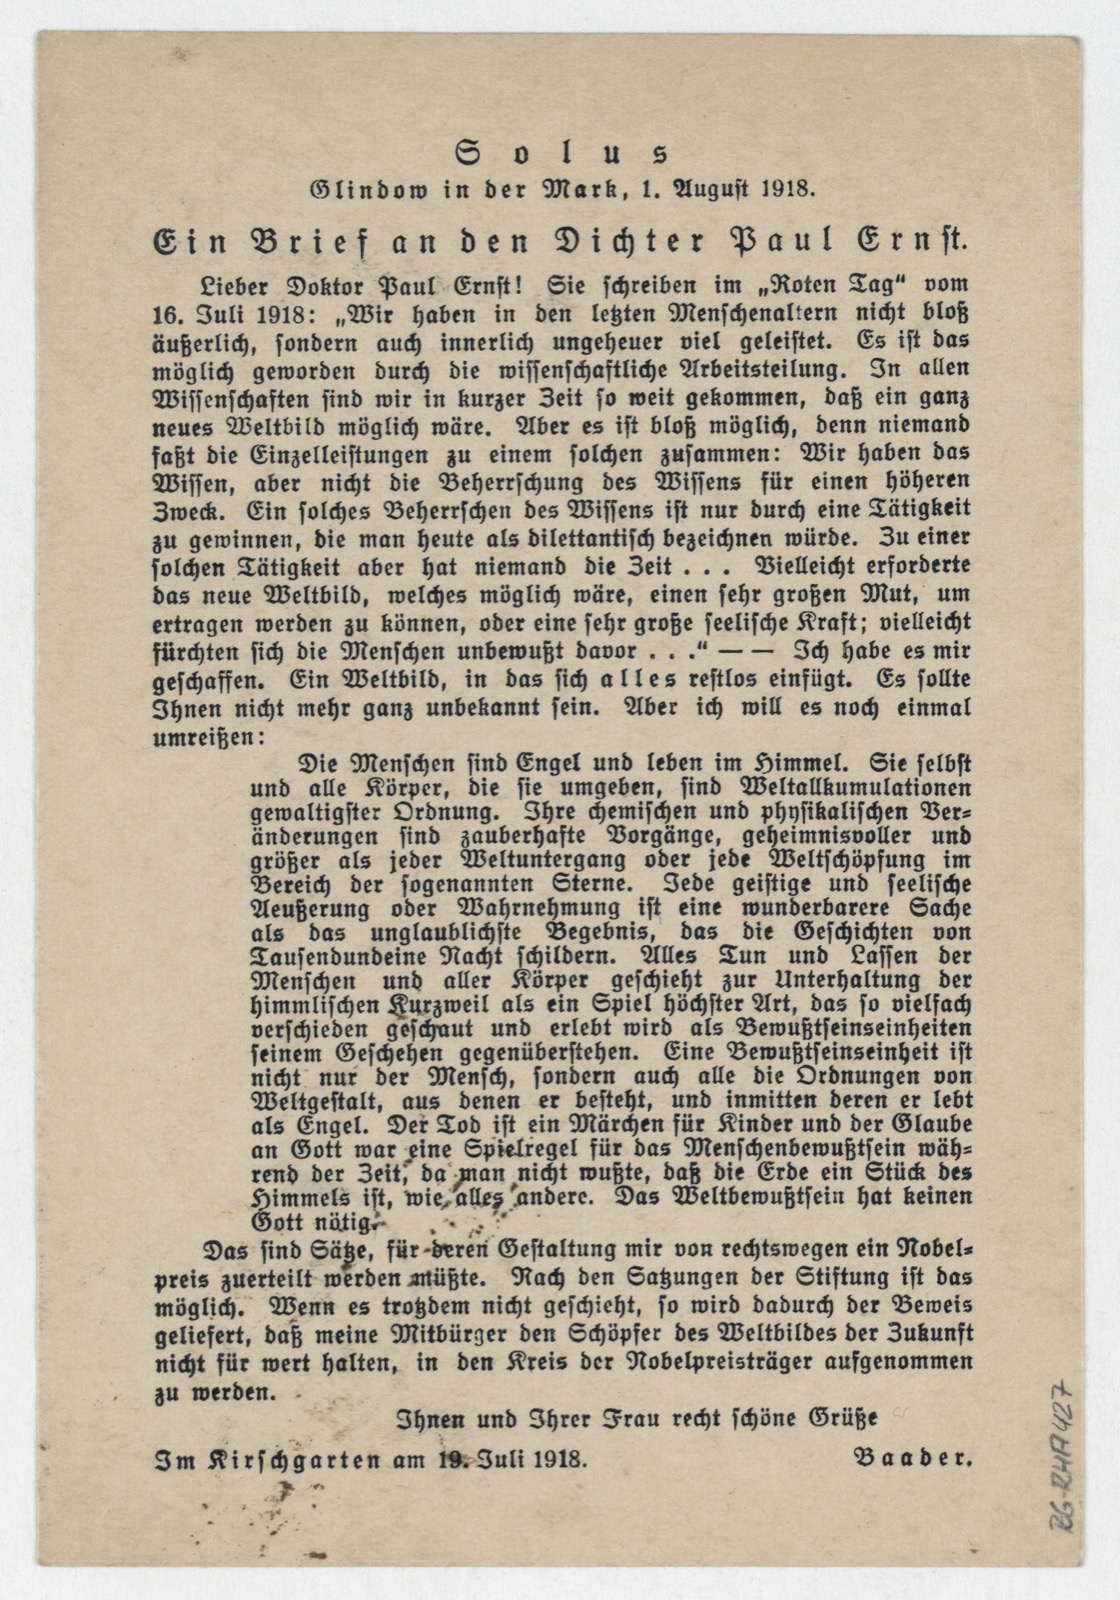 Solus
Glindow in der Mark, 1. August 1918.
Ein Brief an den Dichter Paul Ernst.
Lieber Doktor Paul Ernst! Sie schreiben im „Roten Tag“ vom
16. Juli 1918: „Wir haben in den letzten Menschenaltern nicht bloß
äußerlich, sondern auch innerlich ungeheuer viel geleistet. Es ist das
möglich geworden durch die wissenschaftliche Arbeitsteilung. In allen
Wissenschaften sind wir in kurzer Zeit so weit gekommen, daß ein ganz
neues Weltbild möglich wäre. Aber es ist bloß möglich, denn niemand
faßt die Einzelleistungen zu einem solchen zusammen: Wir haben das
Wissen, aber nicht die Beherrschung des Wissens für einen höheren
Zweck. Ein solches Beherrschen des Wissens ist nur durch eine Tätigkeit
zu gewinnen, die man heute als dilettantisch bezeichnen würde. Zu einer
solchen Tätigkeit aber hat niemand die Zeit . . . Vielleicht erforderte
das neue Weltbild, welches möglich wäre, einen sehr großen Mut, um
ertragen werden zu können, oder eine sehr große seelische Kraft; vielleicht
fürchten sich die Menschen unbewußt davor . . .“ — — Ich habe es mir
geschaffen. Ein Weltbild, in das sich alles restlos einfügt. Es sollte
Ihnen nicht mehr ganz unbekannt sein. Aber ich will es noch einmal
umreißen:
Die Menschen sind Engel und leben im Himmel. Sie selbst
und alle Körper, die sie umgeben, sind Weltallkumulationen
gewaltigster Ordnung. Ihre chemischen und physikalischen Ver-
änderungen sind zauberhafte Vorgänge, geheimnisvoller und
größer als jeder Weltuntergang oder jede Weltschöpfung im
Bereich der sogenannten Sterne. Jede geistige und seelische
Aeußerung oder Wahrnehmung ist eine wunderbarere Sache
als das unglaublichste Begebnis, das die Geschichten von
Tausendundeine Nacht schildern. Alles Tun und Lassen der
Menschen und aller Körper geschieht zur Unterhaltung der
himmlischen Kurzweil als ein Spiel höchster Art, das so vielfach
verschieden geschaut und erlebt wird als Bewußtseinseinheiten
seinem Geschehen gegenüberstehen. Eine Bewußtseinseinheit ist
nicht nur der Mensch, sondern auch alle die Ordnungen von
Weltgestalt, aus denen er besteht, und inmitten deren er lebt
als Engel. Der Tod ist ein Märchen für Kinder und der Glaube
an Gott war eine Spielregel für das Menschenbewußtsein wäh-
rend der Zeit, da man nicht wußte, daß die Erde ein Stück des
Himmels ist, wie alles andere. Das Weltbewußtsein hat keinen
Gott nötig.
Das sind Sätze, für deren Gestaltung mir von rechtswegen ein Nobel-
preis zuerteilt werden müßte. Nach den Satzungen der Stiftung ist das
möglich. Wenn es trotzdem nicht geschieht, so wird dadurch der Beweis
geliefert, daß meine Mitbürger den Schöpfer des Weltbildes der Zukunft
nicht für wert halten, in den Kreis der Nobelpreisträger aufgenommen
zu werden.
Ihnen und Ihrer Frau recht schöne Grüße
Im Kirschgarten am 19. Juli 1918. Baader.
RG-RHA 427